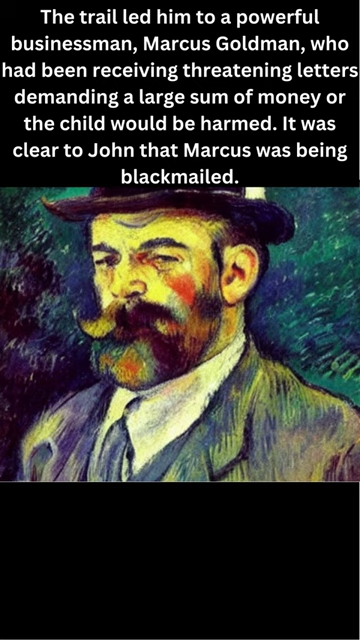 The trail led him to a powerful
businessman, Marcus Goldman, who
had been receiving threatening letters
demanding a large sum of money or
the child would be harmed. It was
clear to John that Marcus was being
blackmailed.